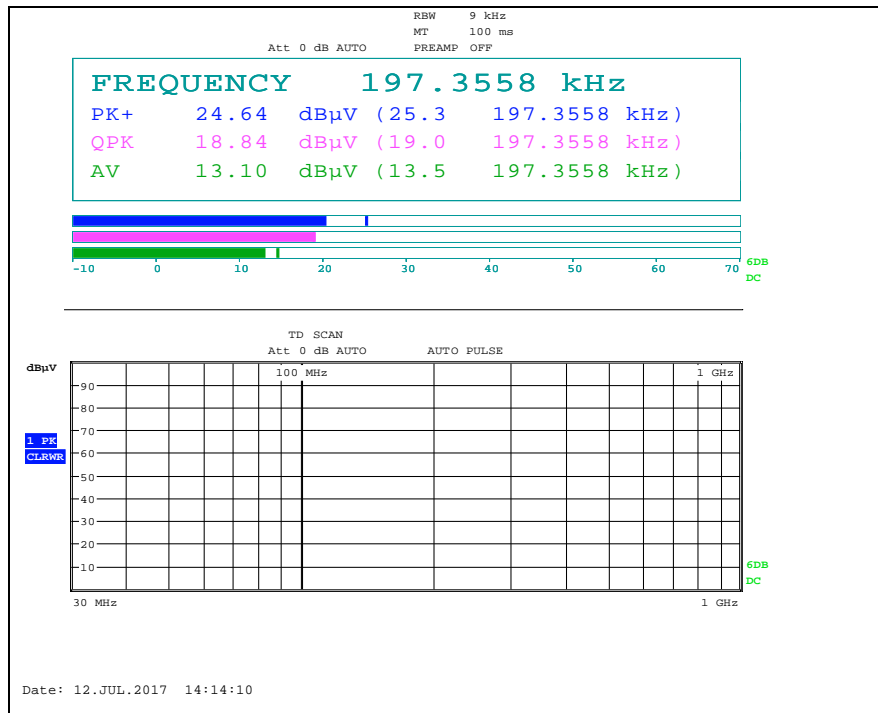 RBW 9 kHz
MT 100 ms
Att 0 dB AUTO PREAMP OFF
FREQUENCY 197.3558 kHz
PK+ 24.64 dBµV (25.3 197.3558 kHz)
QPK 18.84 dBµV (19.0 197.3558 kHz)
AV 13.10 dBµV (13.5 197.3558 kHz)
-10 0 10 20 30 40 50 60 70
6DB
DC
TD SCAN
Att 0 dB AUTO AUTO PULSE
dBµV
100 MHz 1 GHz
90
80
70
1 PK
CLRWR
60
50
40
30
20
10
6DB
DC
30 MHz 1 GHz
Date: 12.JUL.2017 14:14:10